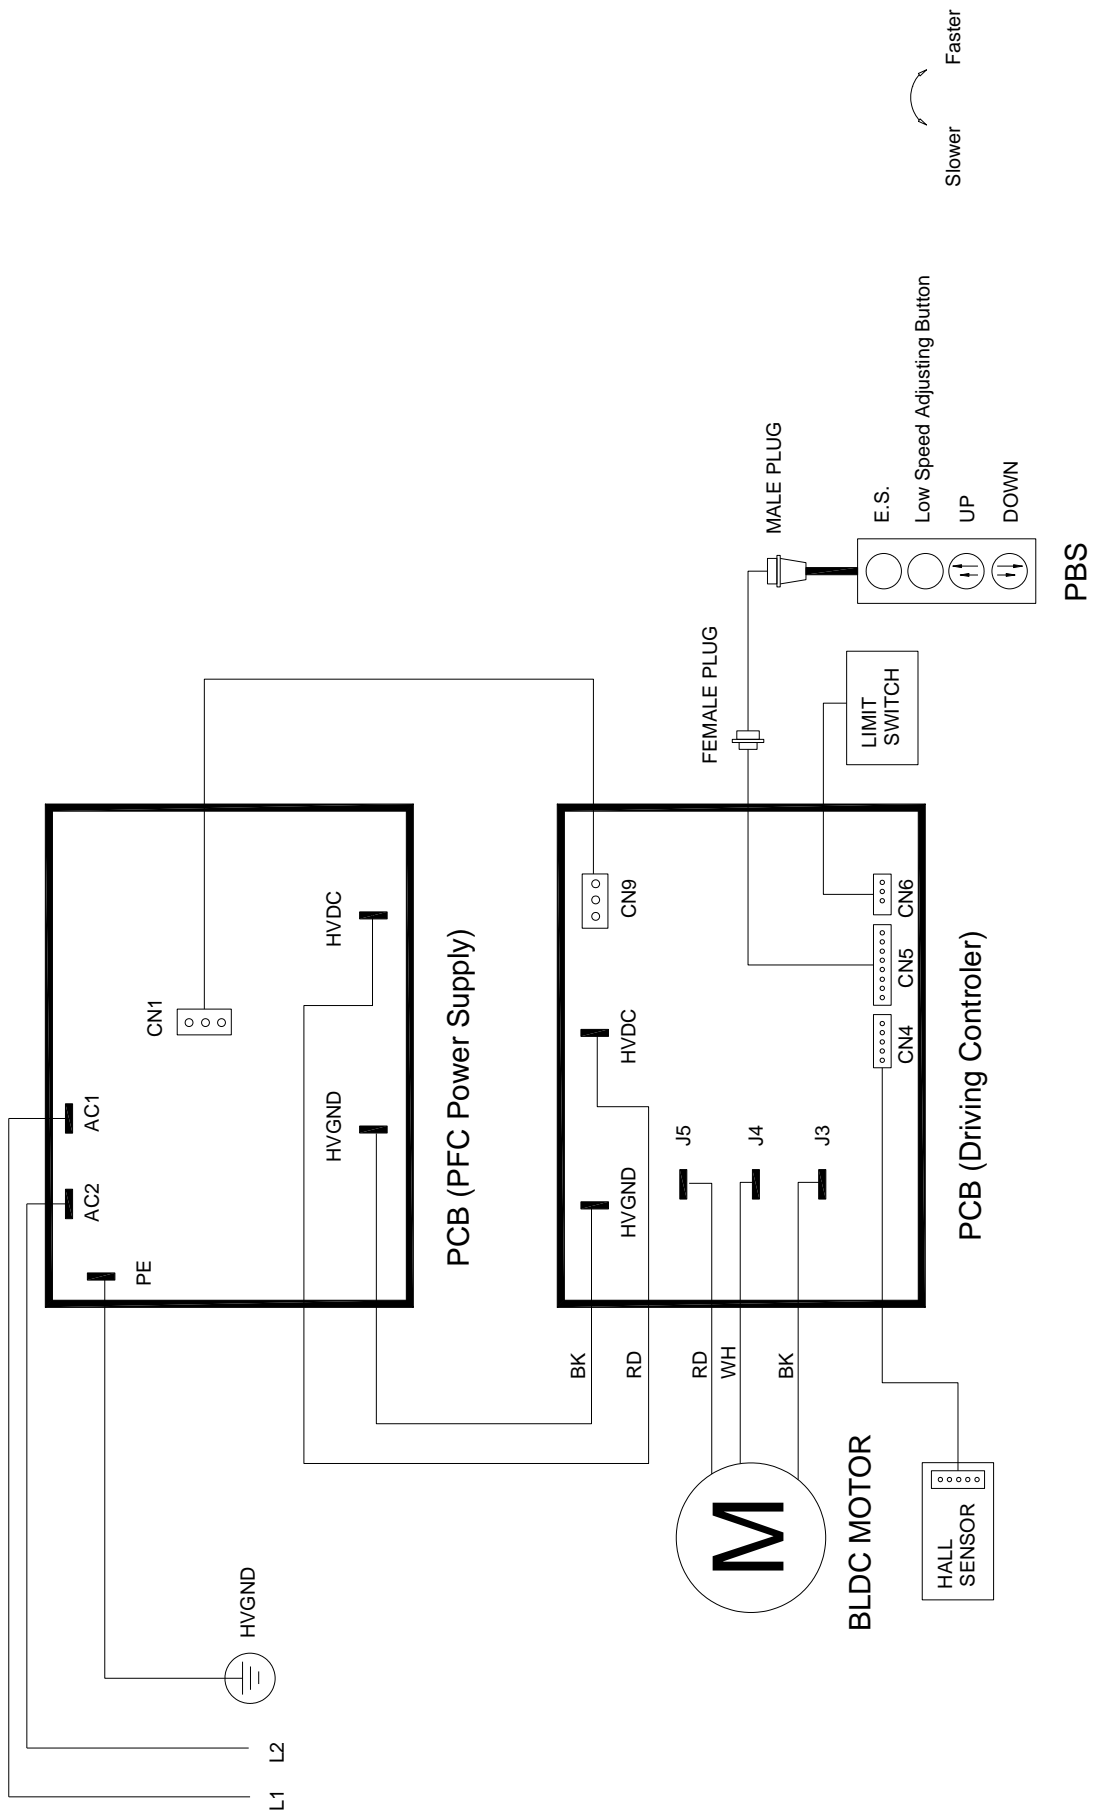 L1
L2
HVGND
PE
AC2
AC1
CN1
HVGND
HVDC
PCB (PFC Power Supply)
BK
RD
HVGND
HVDC
CN9
RD
WH
BK
J5
J4
J3
M
BLDC MOTOR
HALL
SENSOR
CN4
CN5
CN6
PCB (Driving Controler)
FEMALE PLUG
MALE PLUG
LIMIT
SWITCH
E.S.
Low Speed Adjusting Button
UP
DOWN
PBS
Slower
Faster